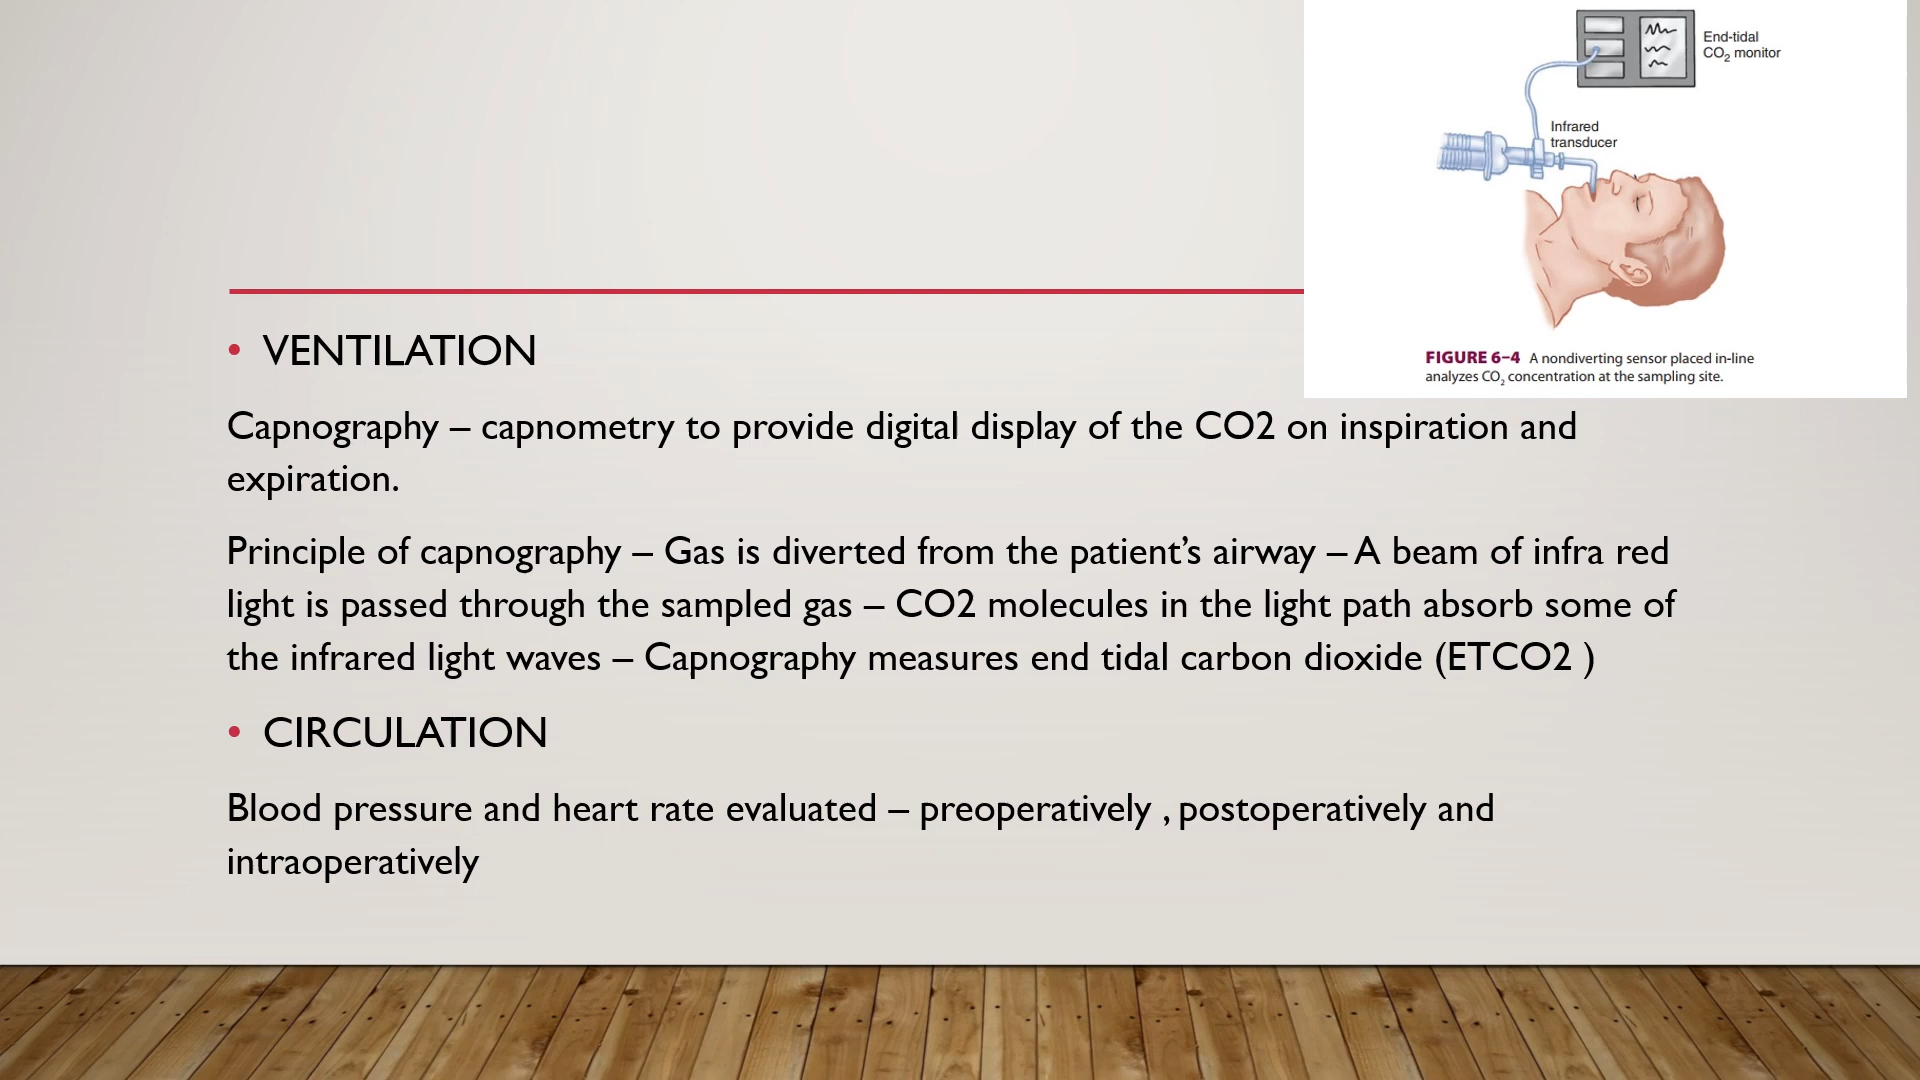 End-tidal
CO₂ monitor
Infrared
transducer
FIGURE 6–4 A nondiverting sensor placed in-line
analyzes CO₂ concentration at the sampling site.
• VENTILATION
Capnography – capnometry to provide digital display of the CO2 on inspiration and
expiration.
Principle of capnography – Gas is diverted from the patient’s airway – A beam of infra red
light is passed through the sampled gas – CO2 molecules in the light path absorb some of
the infrared light waves – Capnography measures end tidal carbon dioxide (ETCO2 )
• CIRCULATION
Blood pressure and heart rate evaluated – preoperatively , postoperatively and
intraoperatively